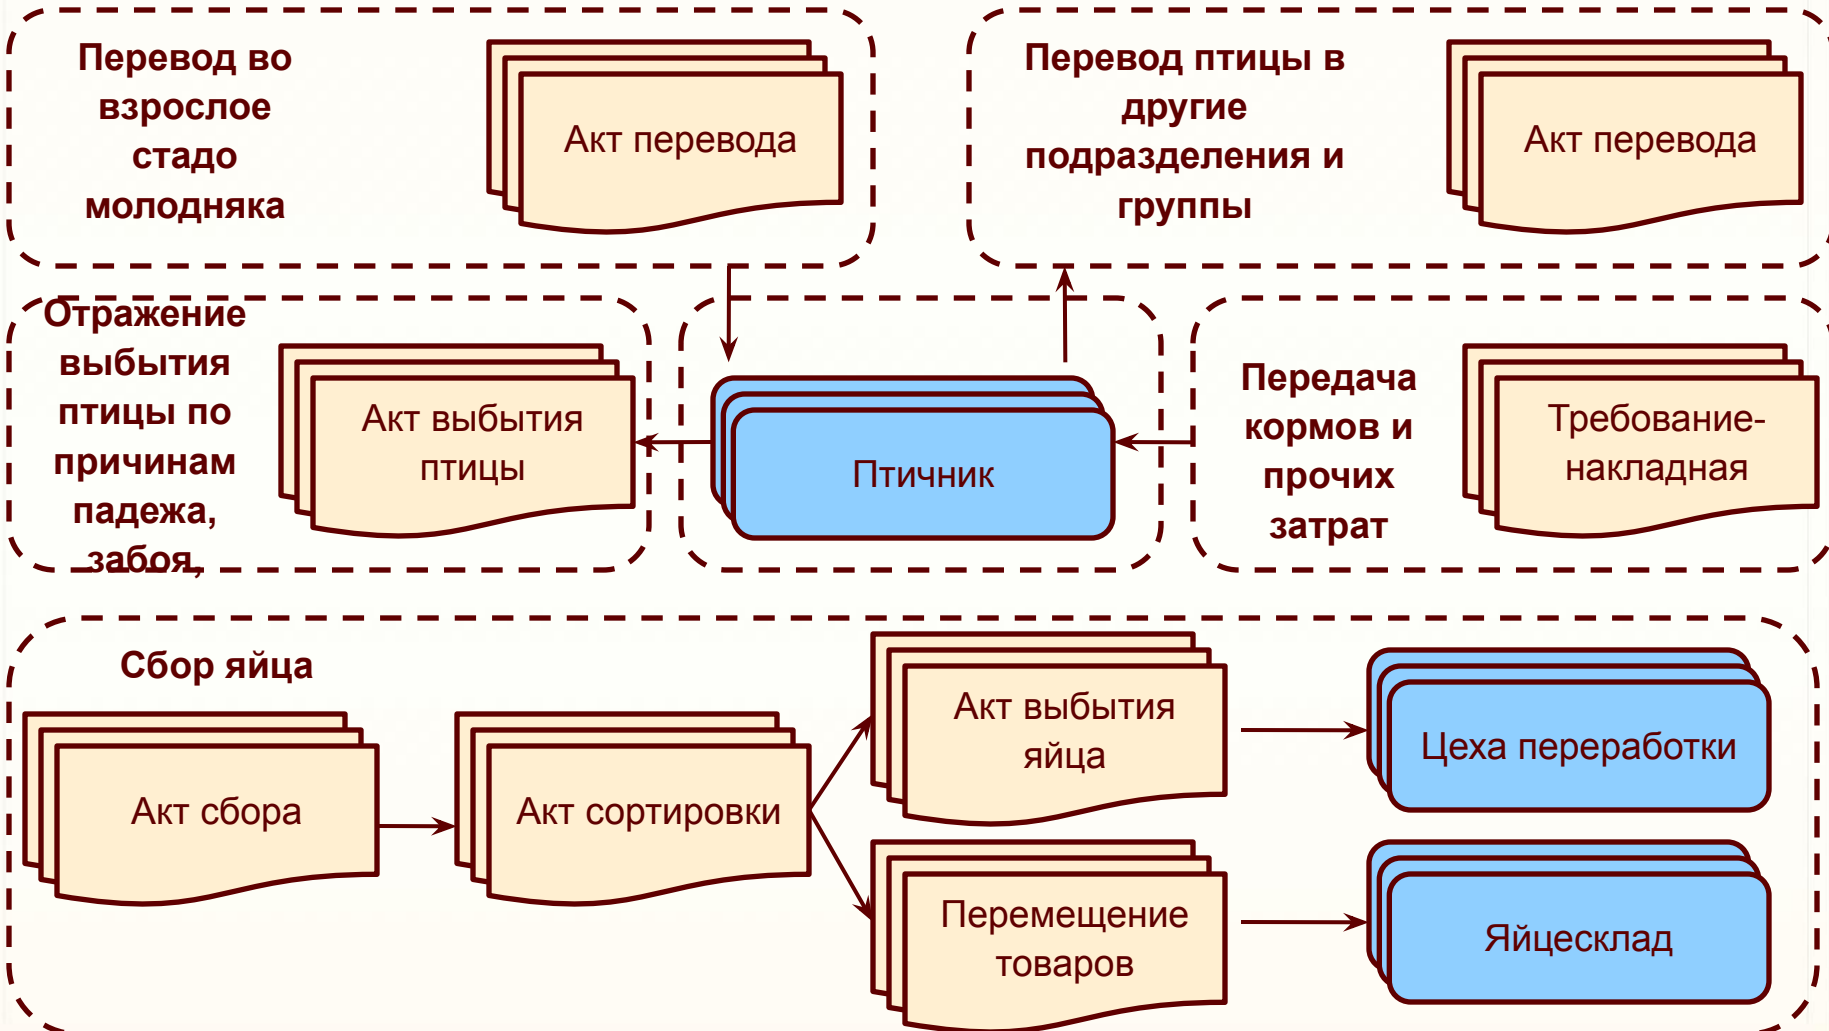 Перевод во
взрослое
стадо
молодняка
Акт перевода
Перевод птицы в
другие
подразделения и
группы
Акт перевода
Отражение
выбытия
птицы по
причинам
падежа,
забоя,
Акт выбытия
птицы
Птичник
Передача
кормов и
прочих
затрат
Требование-
накладная
Сбор яйца
Акт сбора
Акт сортировки
Акт выбытия
яйца
Цеха переработки
Перемещение
товаров
Яйцесклад